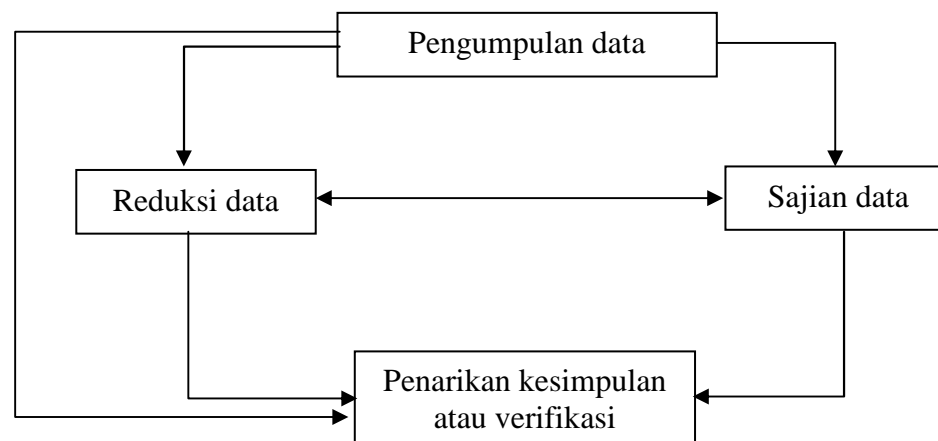 Pengumpulan data
Reduksi data
Sajian data
Penarikan kesimpulan
atau verifikasi